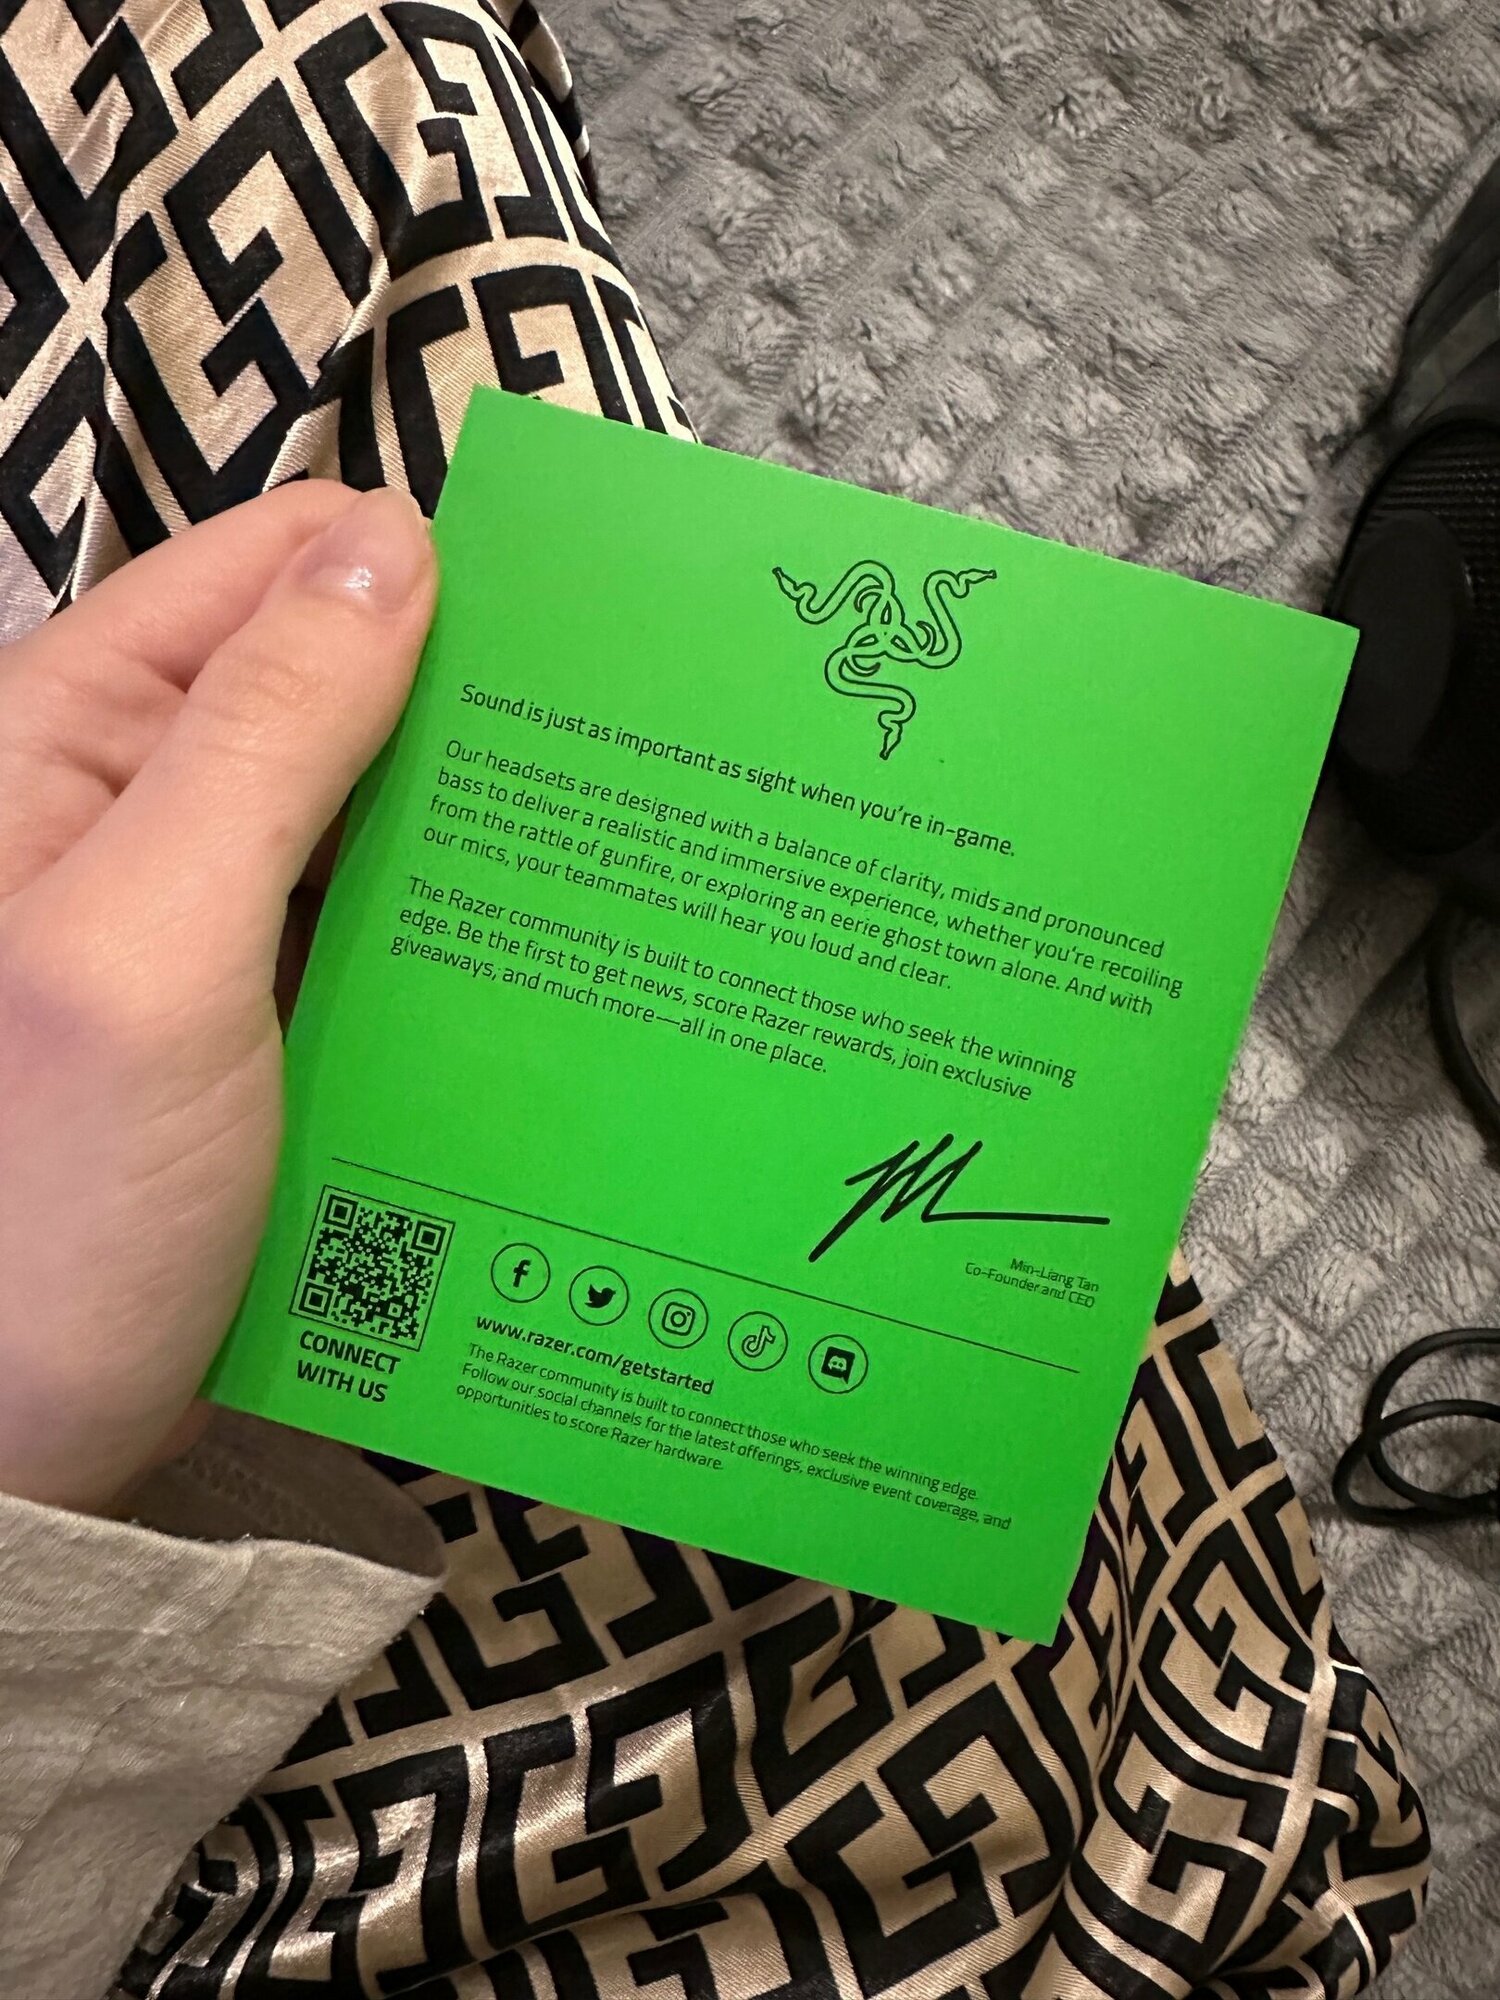 Sound is just as important as sight when you're in-game.
Our headsets are designed with a balance of clarity, mids and pronounced
bass to deliver a realistic and immersive experience, whether you're recoiling
from the rattle of gunfire, or exploring an eerie ghost town alone. And with
our mics, your teammates will hear you loud and clear.
The Razer community is built to connect those who seek the winning
edge. Be the first to get news, score Razer rewards, join exclusive
giveaways, and much more—all in one place.
Min-Liang Tan
Co-Founder and CEO
CONNECT
WITH US
www.razer.com/getstarted
The Razer community is built to connect those who seek the winning edge.
Follow our social channels for the latest offerings, exclusive event coverage, and
opportunities to score Razer hardware.